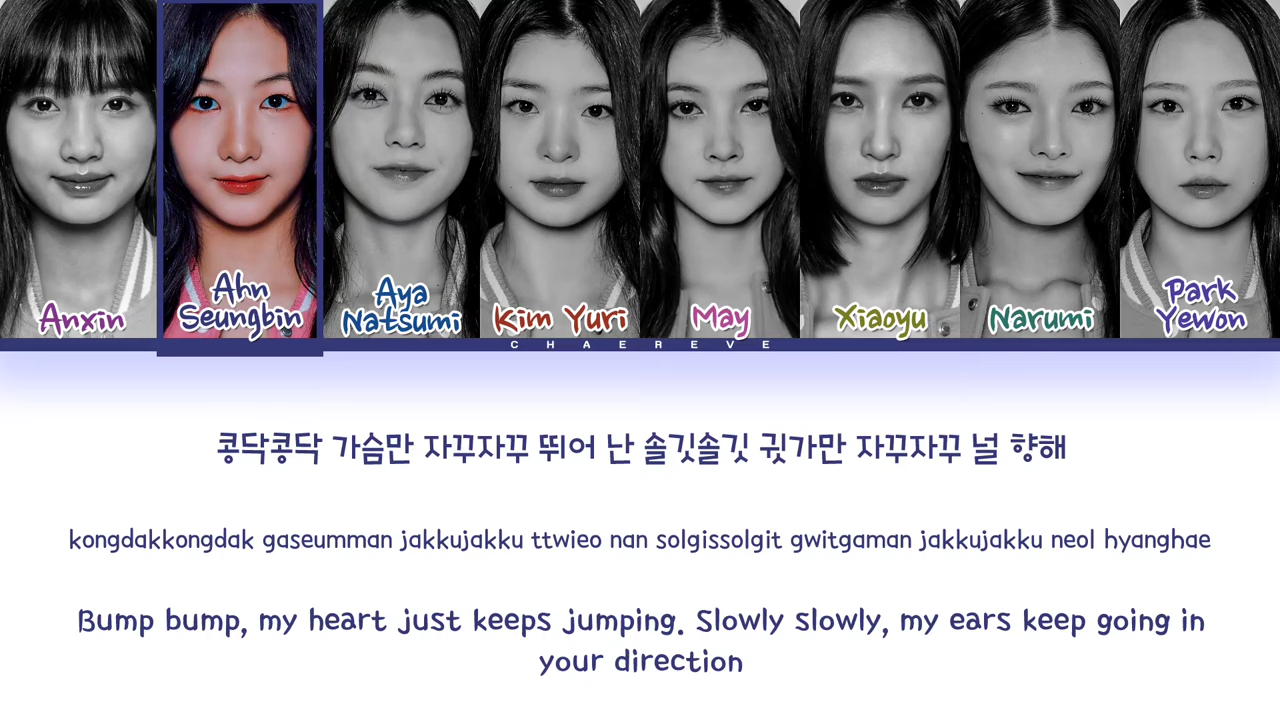 Anxin
Ahn
Seungbin
Aya
Natsumi
Kim Yuri
May
Xiaoyu
Narumi
Park
Yewon
CHAEREVE
콩닥콩닥 가슴만 자꾸자꾸 뛰어 난 솔깃솔깃 귓가만 자꾸자꾸 널 향해
kongdakkongdak gaseumman jakkujakku ttwieo nan solgissolgit gwitgaman jakkujakku neol hyanghae
Bump bump, my heart just keeps jumping. Slowly slowly, my ears keep going in
your direction